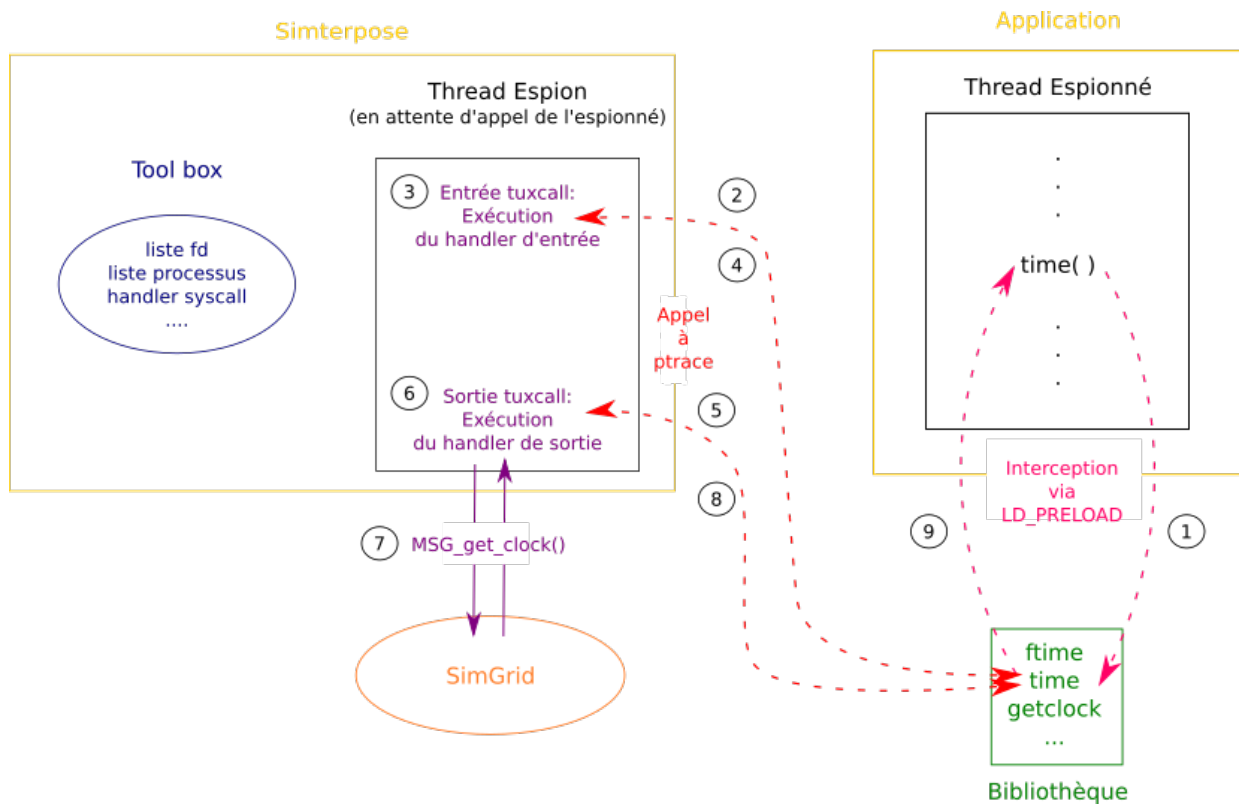 Simterpose
Application
Thread Espion
(en attente d'appel de l'espionné)
Thread Espionné
Tool box
liste fd
liste processus
handler syscall
....
3
Entrée tuxcall:
Exécution
du handler d'entrée
2
4
.
.
.
time( )
.
.
.
Appel
à
ptrace
6
Sortie tuxcall:
Exécution
du handler de sortie
5
8
Interception
via
LD_PRELOAD
7
MSG_get_clock()
9
1
SimGrid
ftime
time
getclock
...
Bibliothèque